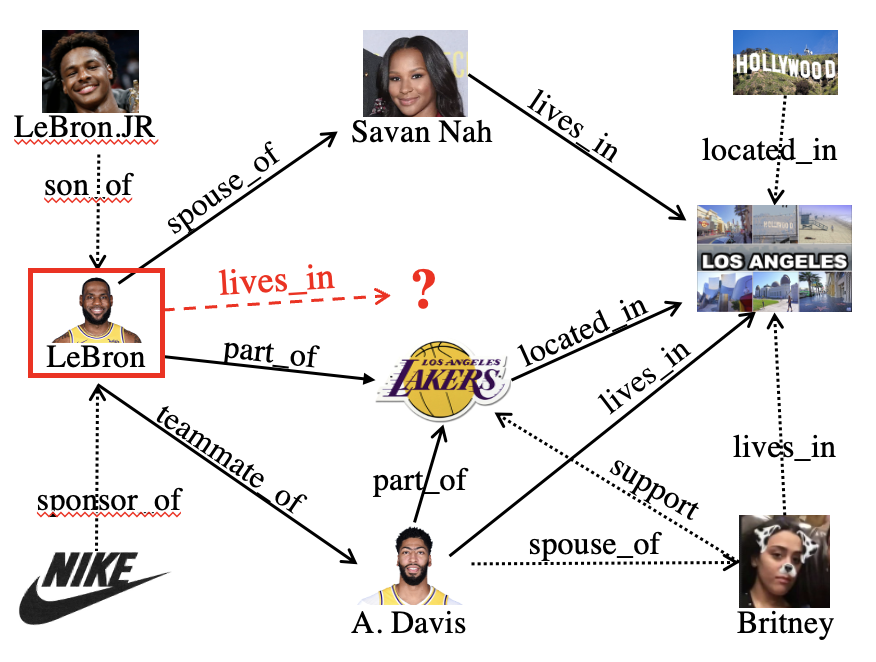 HOLLYWOOD
LeBron.JR
Savan Nah
lives_in
located_in
son_of
spouse_of
LOS ANGELES
lives_in
?
LeBron
part_of
LOS ANGELES
LAKERS
located_in
lives_in
teammate_of
part_of
support
lives_in
sponsor_of
spouse_of
NIKE
A. Davis
Britney